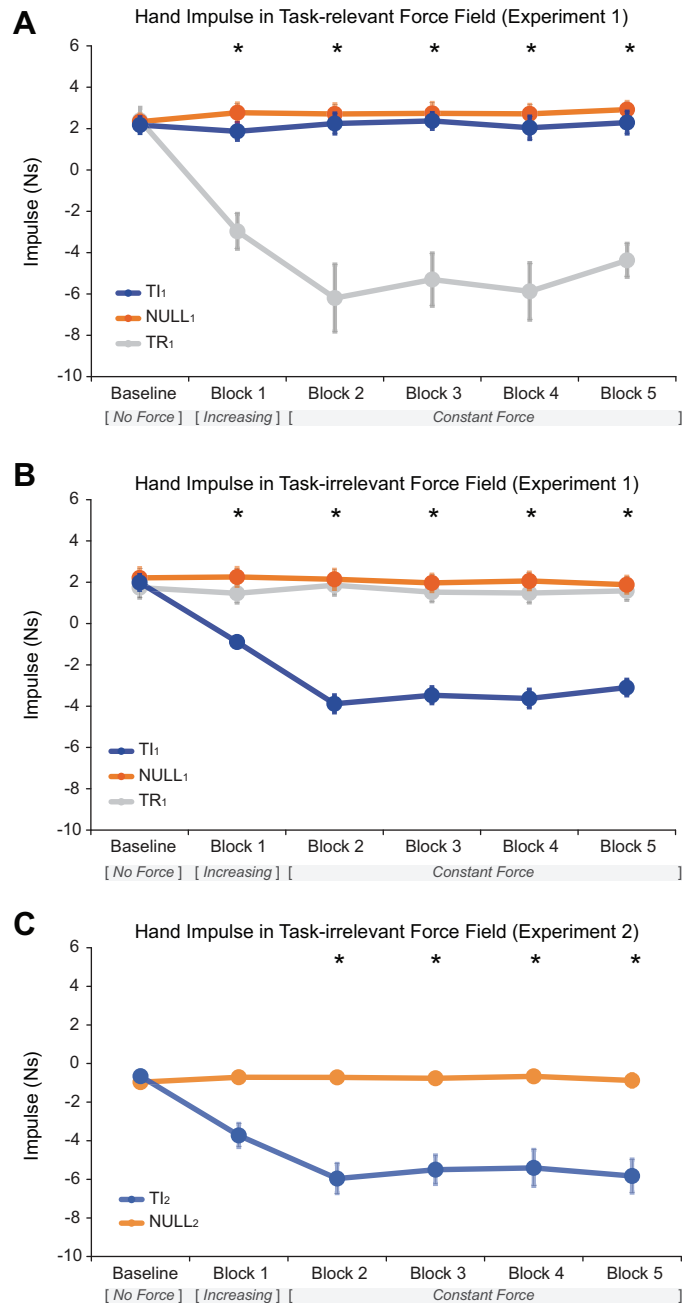 A
Hand Impulse in Task-relevant Force Field (Experiment 1)
6
4
2
0
-2
-4
-6
-8
-10
Impulse (Ns)
* * * * *
TI1
NULL1
TR1
Baseline Block 1 Block 2 Block 3 Block 4 Block 5
[ No Force ] [ Increasing ] [ Constant Force ]
B
Hand Impulse in Task-irrelevant Force Field (Experiment 1)
6
4
2
0
-2
-4
-6
-8
-10
Impulse (Ns)
* * * * *
TI1
NULL1
TR1
Baseline Block 1 Block 2 Block 3 Block 4 Block 5
[ No Force ] [ Increasing ] [ Constant Force ]
C
Hand Impulse in Task-irrelevant Force Field (Experiment 2)
6
4
2
0
-2
-4
-6
-8
-10
Impulse (Ns)
* * * *
TI2
NULL2
Baseline Block 1 Block 2 Block 3 Block 4 Block 5
[ No Force ] [ Increasing ] [ Constant Force ]